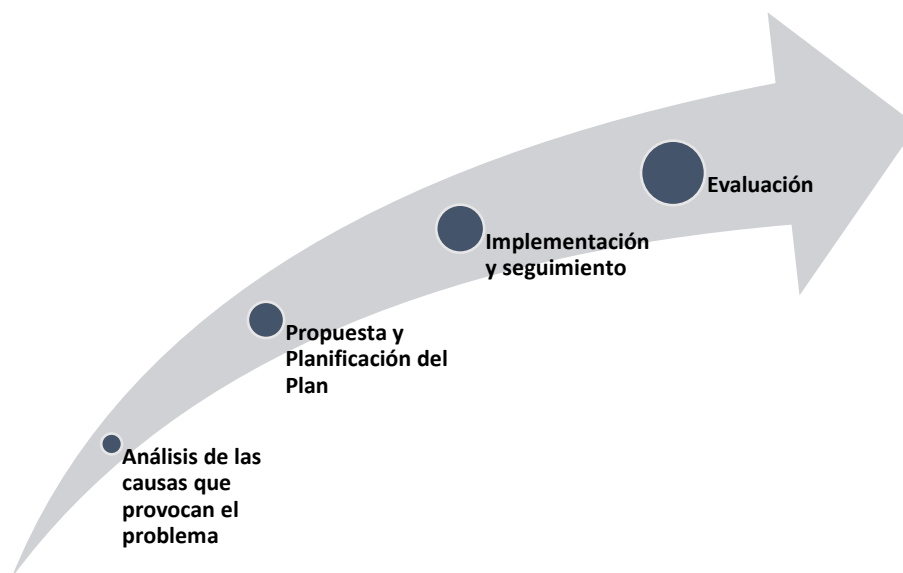 Evaluación
Implementación
y seguimiento
Propuesta y
Planificación del
Plan
Análisis de las
causas que
provocan el
problema